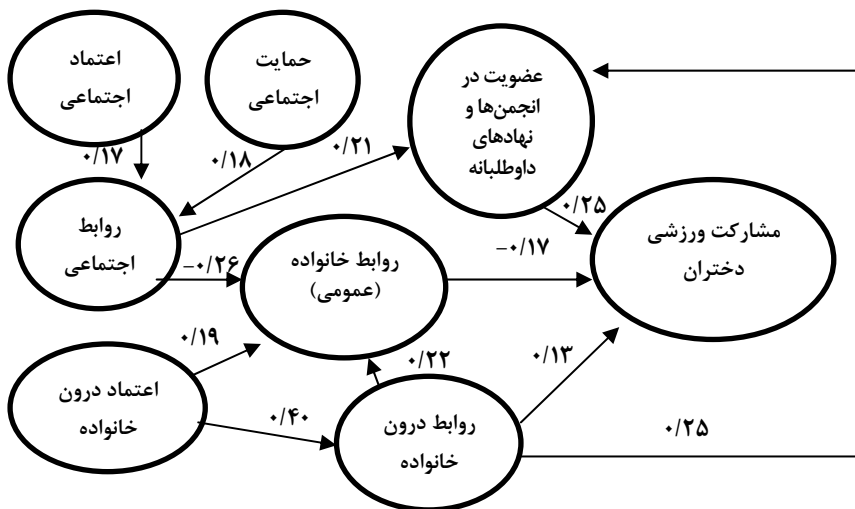 اعتماد
اجتماعی
حمایت
اجتماعی
عضویت در
انجمن‌ها و
نهادهای
داوطلبانه
۰/۱۷
۰/۱۸
۰/۲۱
۰/۲۵
روابط
اجتماعی
روابط خانواده
(عمومی)
مشارکت ورزشی
دختران
–۰/۲۶
–۰/۱۷
۰/۱۹
۰/۲۲
۰/۱۳
اعتماد درون
خانواده
۰/۴۰
روابط درون
خانواده
۰/۲۵